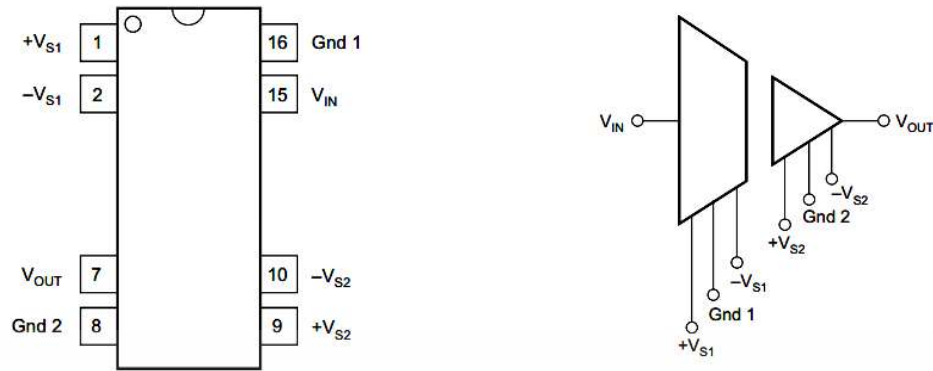 +VS1 1 16 Gnd 1
–VS1 2 15 VIN
VOUT 7 10 –VS2
Gnd 2 8 9 +VS2
VIN VOUT
–VS2
Gnd 2
+VS2
–VS1
Gnd 1
+VS1